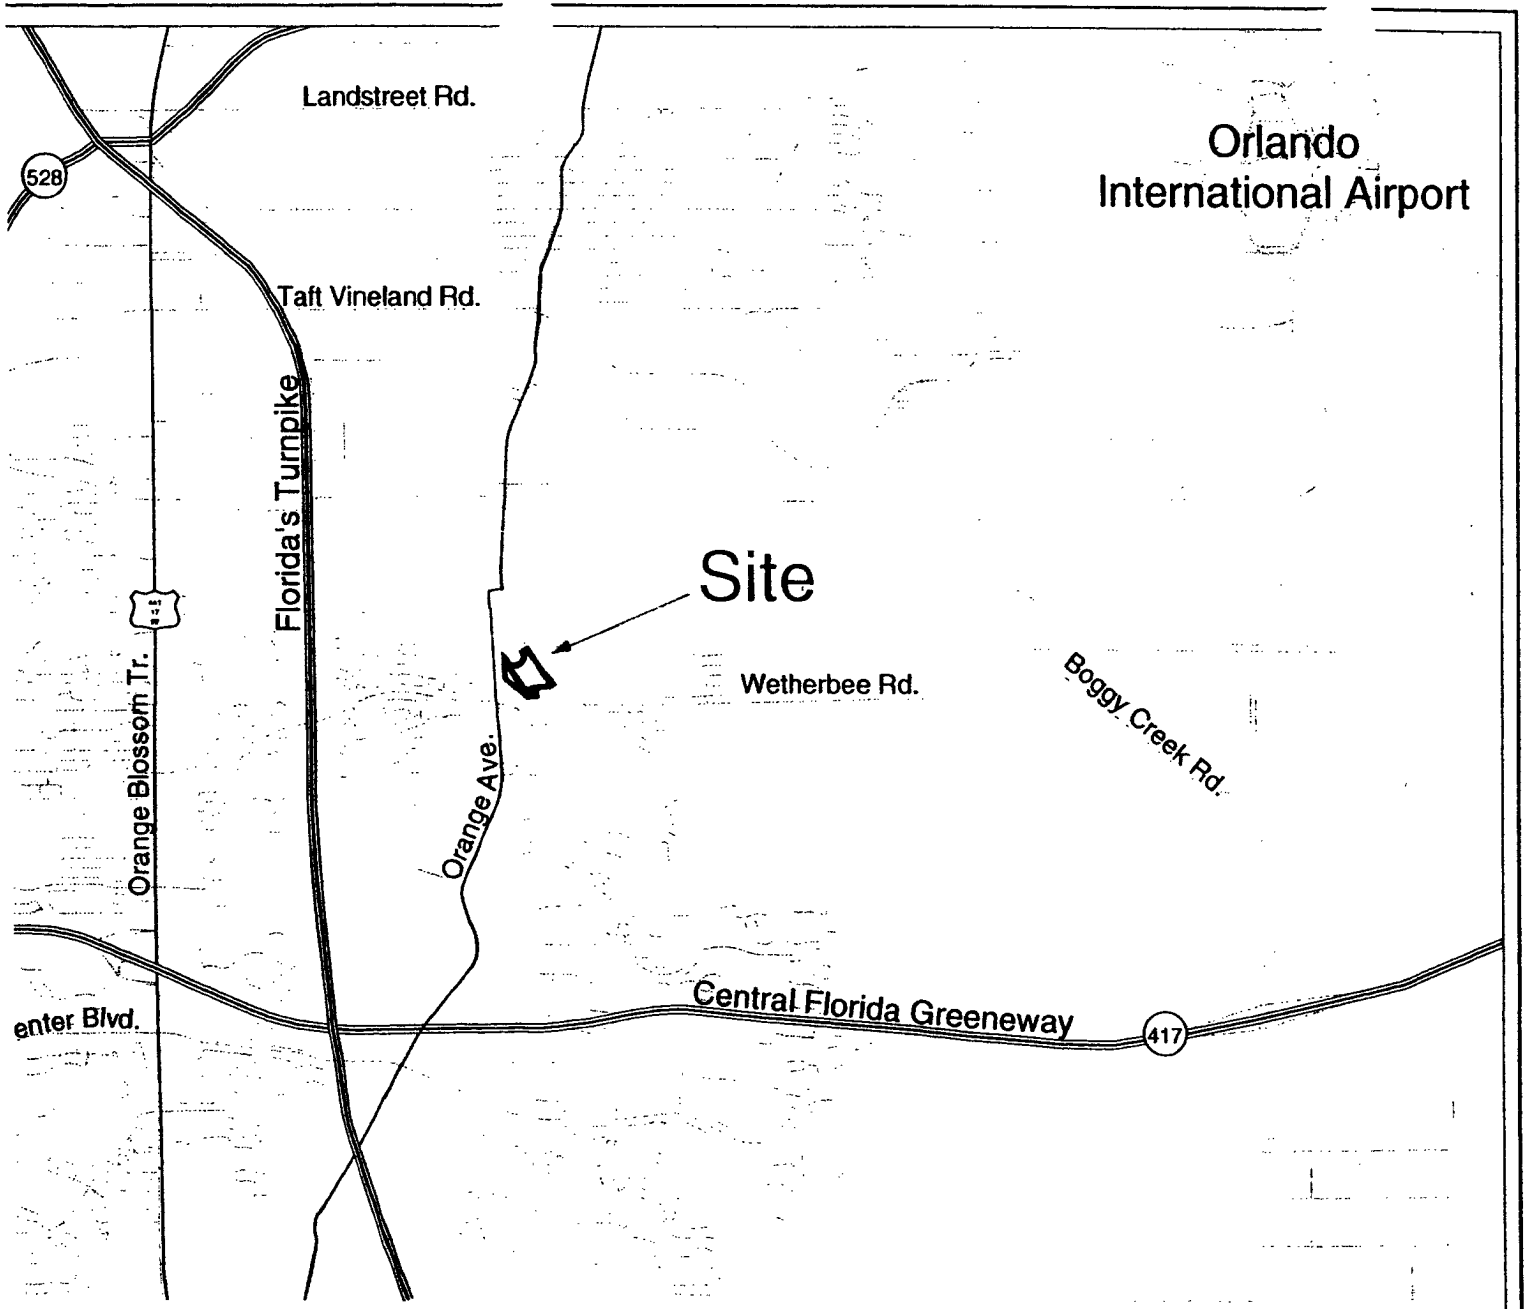 Landstreet Rd.
Orlando
International Airport
528
Taft Vineland Rd.
Florida's Turnpike
Site
Wetherbee Rd.
Boggy Creek Rd.
Orange Blossom Tr.
Orange Ave.
Central Florida Greeneway
enter Blvd.
417